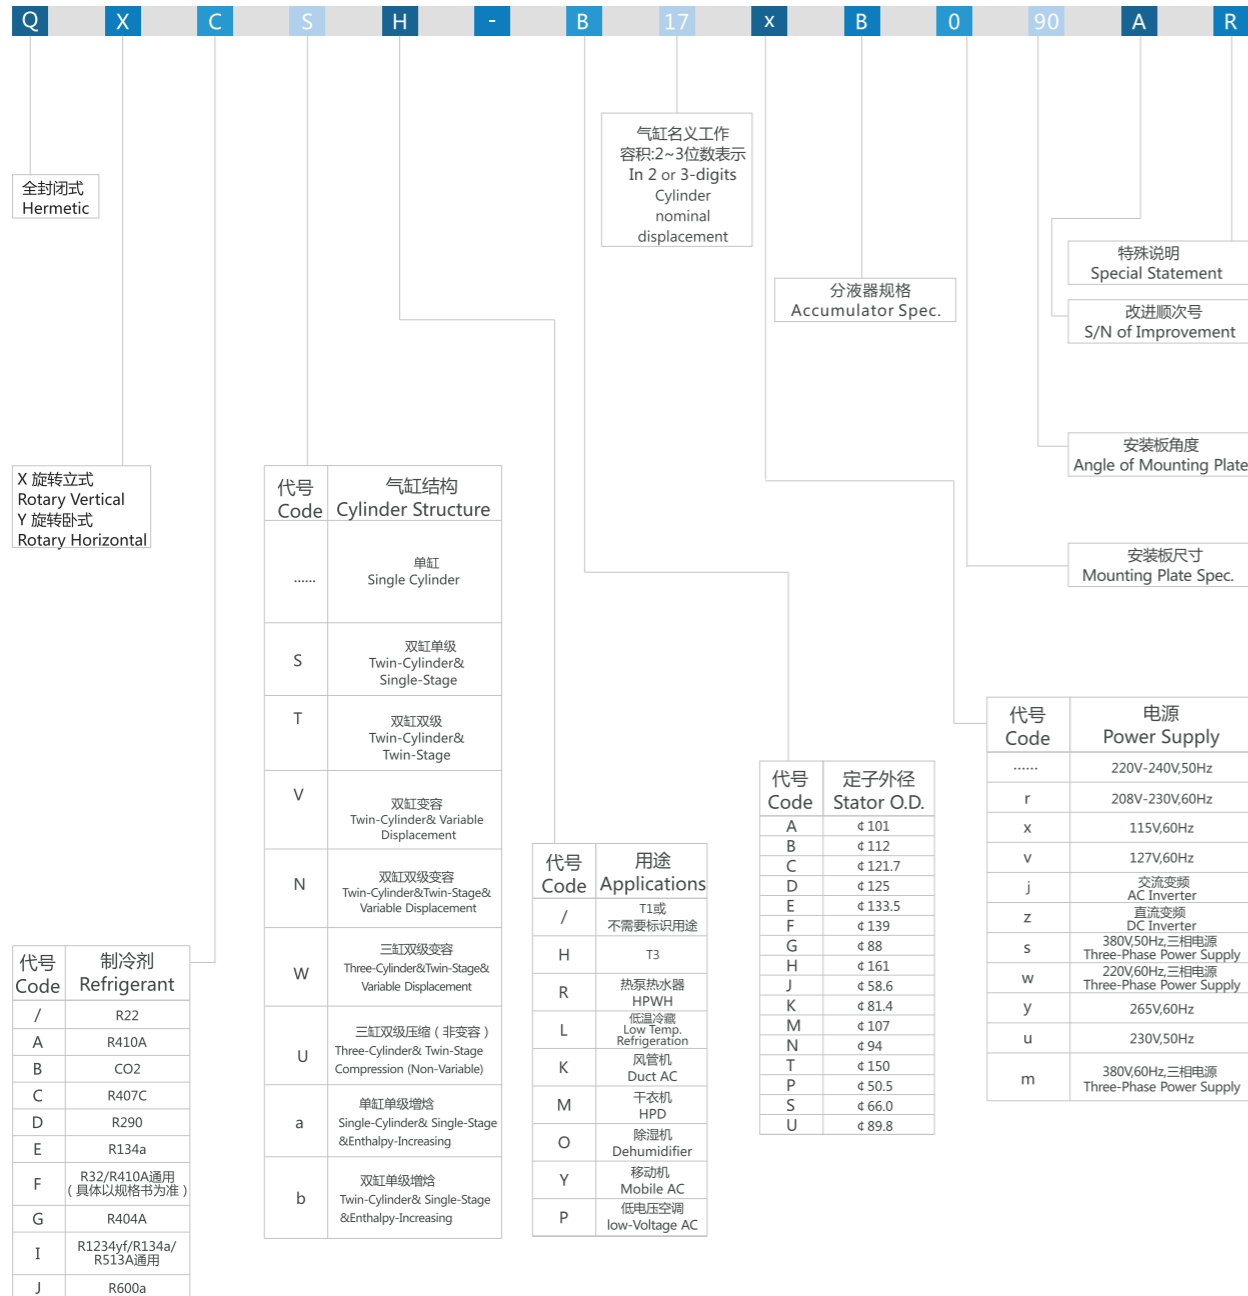 Q X C S H - B 17 x B 0 90 A R
全封闭式
Hermetic
气缸名义工作
容积:2~3位数表示
In 2 or 3-digits
Cylinder
nominal
displacement
特殊说明
Special Statement
分液器规格
Accumulator Spec.
改进顺次号
S/N of Improvement
安装板角度
Angle of Mounting Plate
安装板尺寸
Mounting Plate Spec.
X 旋转立式
Rotary Vertical
Y 旋转卧式
Rotary Horizontal
代号 气缸结构
Code Cylinder Structure
单缸
...... Single Cylinder
双缸单级
S Twin-Cylinder&
Single-Stage
T 双缸双级
Twin-Cylinder&
Twin-Stage
V 双缸变容
Twin-Cylinder& Variable
Displacement
N 双缸双级变容
Twin-Cylinder&Twin-Stage&
Variable Displacement
三缸双级变容
W Three-Cylinder&Twin-Stage&
Variable Displacement
三缸双级压缩（非变容）
U Three-Cylinder& Twin-Stage
Compression (Non-Variable)
单缸单级增焓
a Single-Cylinder& Single-Stage
&Enthalpy-Increasing
双缸单级增焓
b Twin-Cylinder& Single-Stage
&Enthalpy-Increasing
代号 电源
Code Power Supply
...... 220V-240V,50Hz
r 208V-230V,60Hz
x 115V,60Hz
v 127V,60Hz
j 交流变频
AC Inverter
z 直流变频
DC Inverter
s 380V,50Hz,三相电源
Three-Phase Power Supply
w 220V,60Hz,三相电源
Three-Phase Power Supply
y 265V,60Hz
u 230V,50Hz
m 380V,60Hz,三相电源
Three-Phase Power Supply
代号 定子外径
Code Stator O.D.
A ¢101
B ¢112
C ¢121.7
D ¢125
E ¢133.5
F ¢139
G ¢88
H ¢161
J ¢58.6
K ¢81.4
M ¢107
N ¢94
T ¢150
P ¢50.5
S ¢66.0
U ¢89.8
代号 用途
Code Applications
/ T1或
不需要标识用途
H T3
R 热泵热水器
HPWH
L 低温冷藏
Low Temp.
Refrigeration
K 风管机
Duct AC
M 干衣机
HPD
O 除湿机
Dehumidifier
Y 移动机
Mobile AC
P 低电压空调
low-Voltage AC
代号 制冷剂
Code Refrigerant
/ R22
A R410A
B CO2
C R407C
D R290
E R134a
F R32/R410A通用
（具体以规格书为准）
G R404A
I R1234yf/R134a/
R513A通用
J R600a